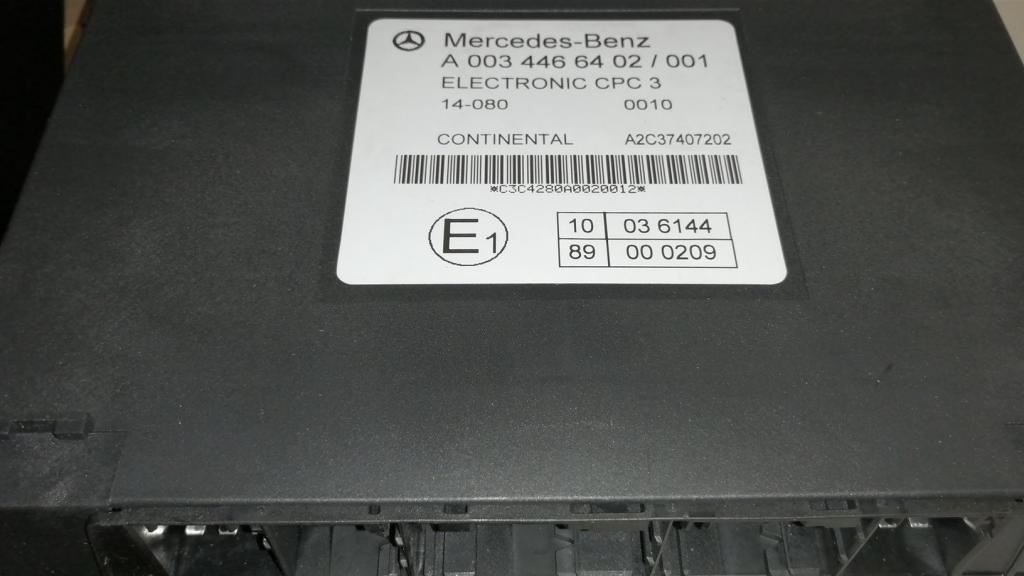 Mercedes-Benz
A 003 446 64 02 / 001
ELECTRONIC CPC 3
14-080 0010
CONTINENTAL A2C37407202
*C3C4280A0020012*
E1
10 03 6144
89 00 0209